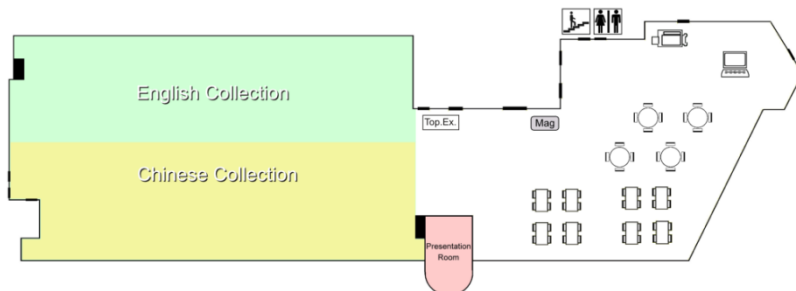 English Collection
Top.Ex.
Mag
Chinese Collection
Presentation
Room